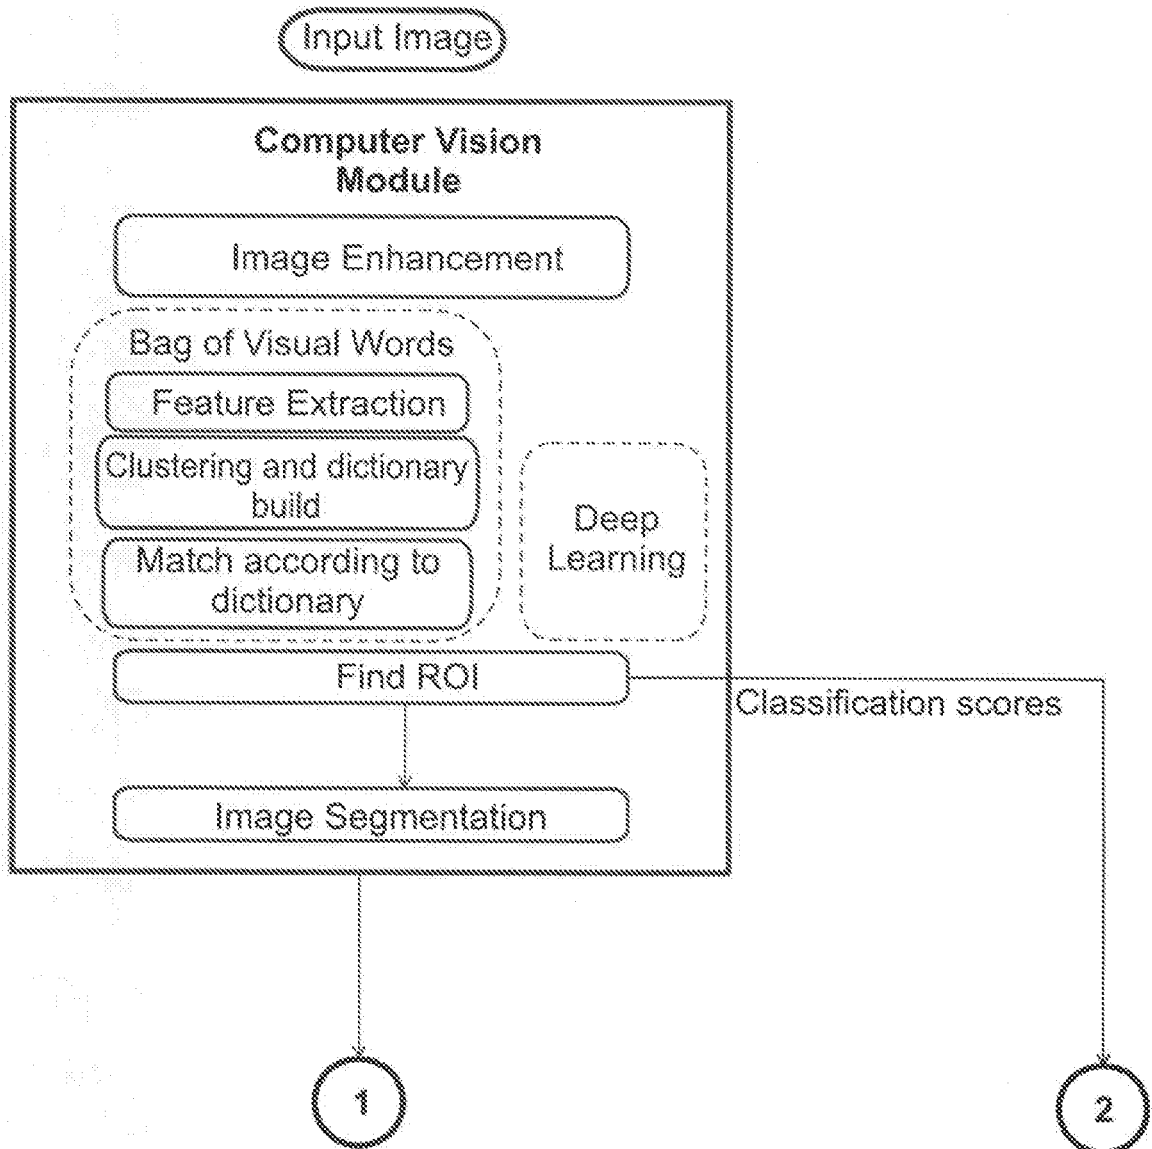 Input Image
Computer Vision
Module
Image Enhancement
Bag of Visual Words
Feature Extraction
Clustering and dictionary
build
Match according to
dictionary
Deep
Learning
Find ROI
Classification scores
Image Segmentation
1
2